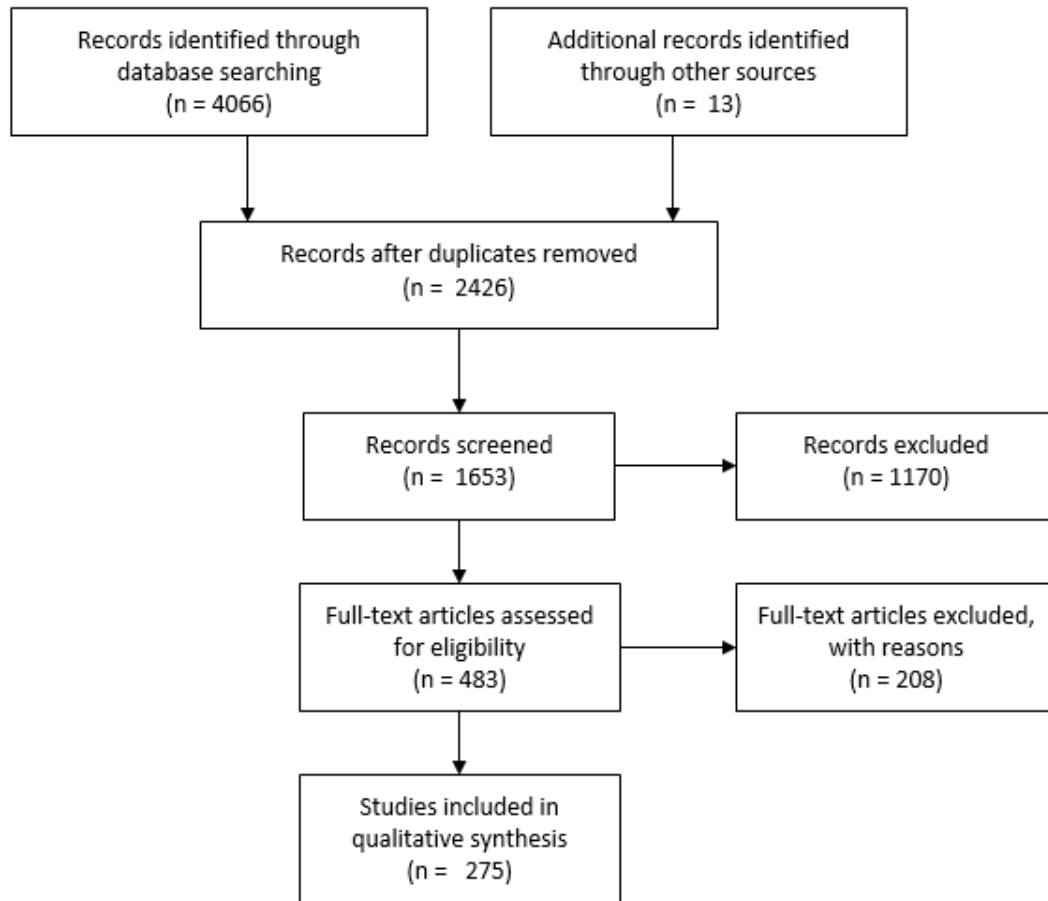 Records identified through
database searching
(n = 4066)
Additional records identified
through other sources
(n = 13)
Records after duplicates removed
(n = 2426)
Records screened
(n = 1653)
Records excluded
(n = 1170)
Full-text articles assessed
for eligibility
(n = 483)
Full-text articles excluded,
with reasons
(n = 208)
Studies included in
qualitative synthesis
(n = 275)